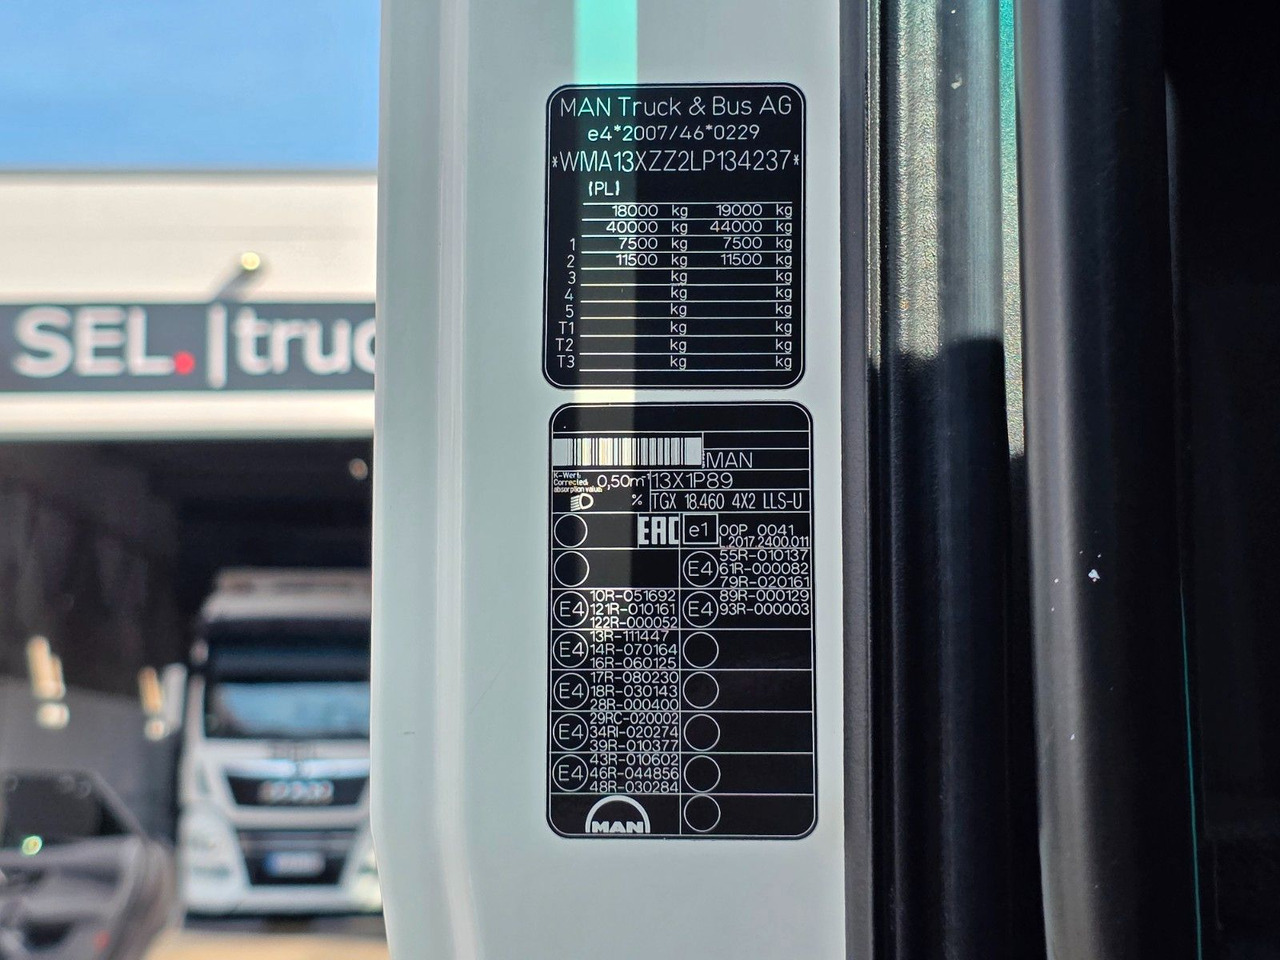 SEL. | truc
MAN Truck & Bus AG
e4*2007/46*0229
*WMA13XZZ2LP134237*
(PL)
18000 kg 19000 kg
40000 kg 44000 kg
1 7500 kg 7500 kg
2 11500 kg 11500 kg
3 kg kg
4 kg kg
5 kg kg
T1 kg kg
T2 kg kg
T3 kg kg
MAN
K-Wert
Corrected
absorption value
0,50m⁻¹ 13X1P89
% TGX 18.460 4X2 LLS-U
EAC e1 00P 0041
L.2017.2400.011
E4 55R-010137
61R-000082
79R-020161
E4 10R-051692
121R-010161
122R-000052
E4 89R-000129
93R-000003
E4 13R-111447
14R-070164
16R-060125
E4 17R-080230
18R-030143
28R-000400
E4 29RC-020002
34RI-020274
39R-010377
E4 43R-010602
46R-044856
48R-030284
MAN